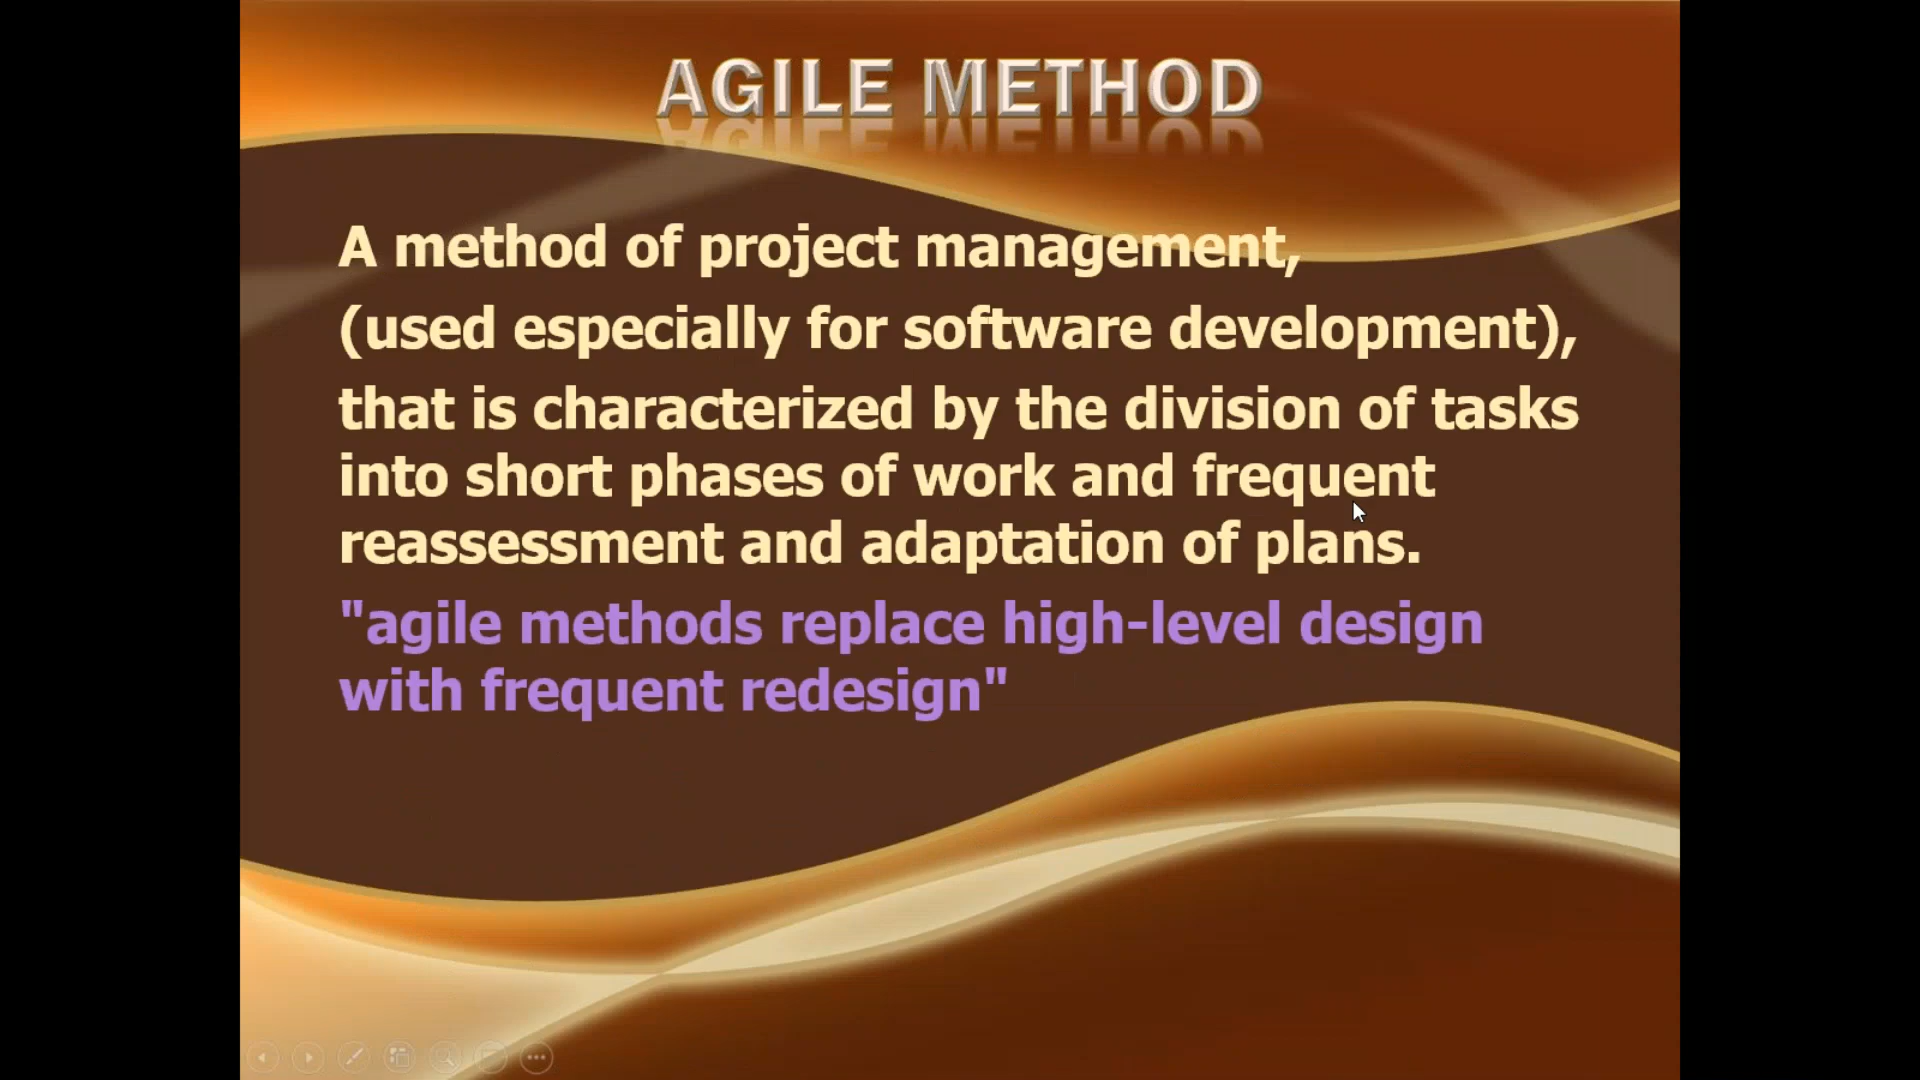 AGILE METHOD
A method of project management,
(used especially for software development),
that is characterized by the division of tasks
into short phases of work and frequent
reassessment and adaptation of plans.
"agile methods replace high-level design
with frequent redesign"